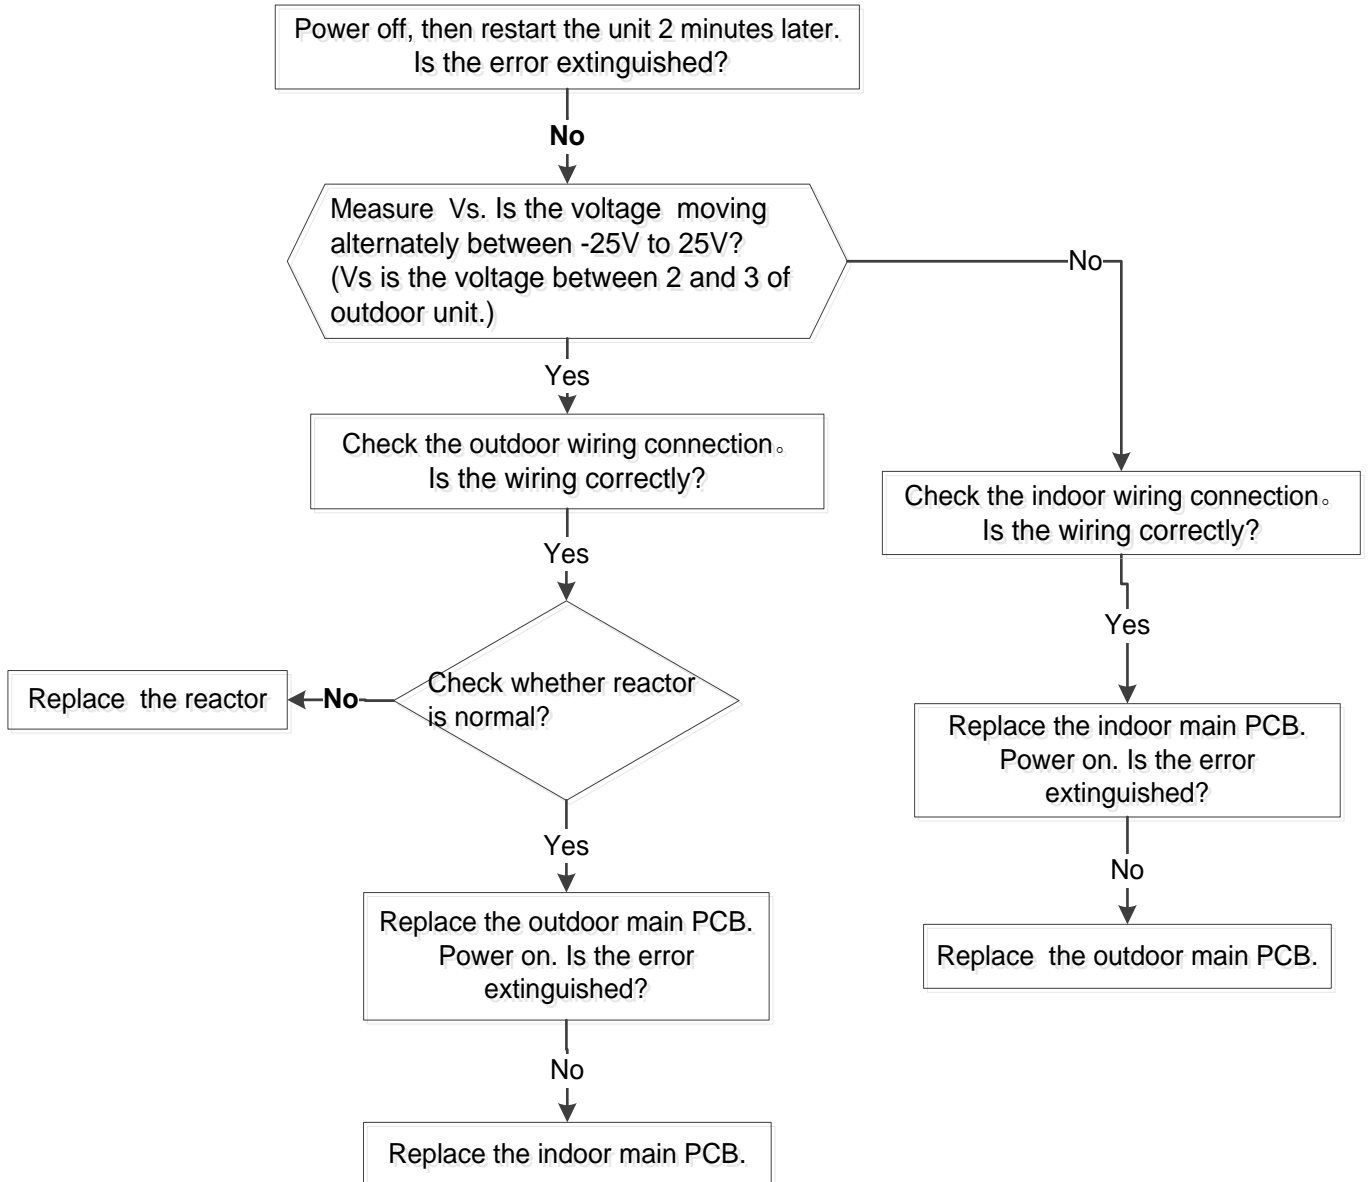 Power off, then restart the unit 2 minutes later.
Is the error extinguished?
No
Measure Vs. Is the voltage moving
alternately between -25V to 25V?
(Vs is the voltage between 2 and 3 of
outdoor unit.)
No
Yes
Check the outdoor wiring connection。
Is the wiring correctly?
Check the indoor wiring connection。
Is the wiring correctly?
Yes
Yes
Replace the reactor
No
Check whether reactor
is normal?
Replace the indoor main PCB.
Power on. Is the error
extinguished?
Yes
No
Replace the outdoor main PCB.
Power on. Is the error
extinguished?
Replace the outdoor main PCB.
No
Replace the indoor main PCB.